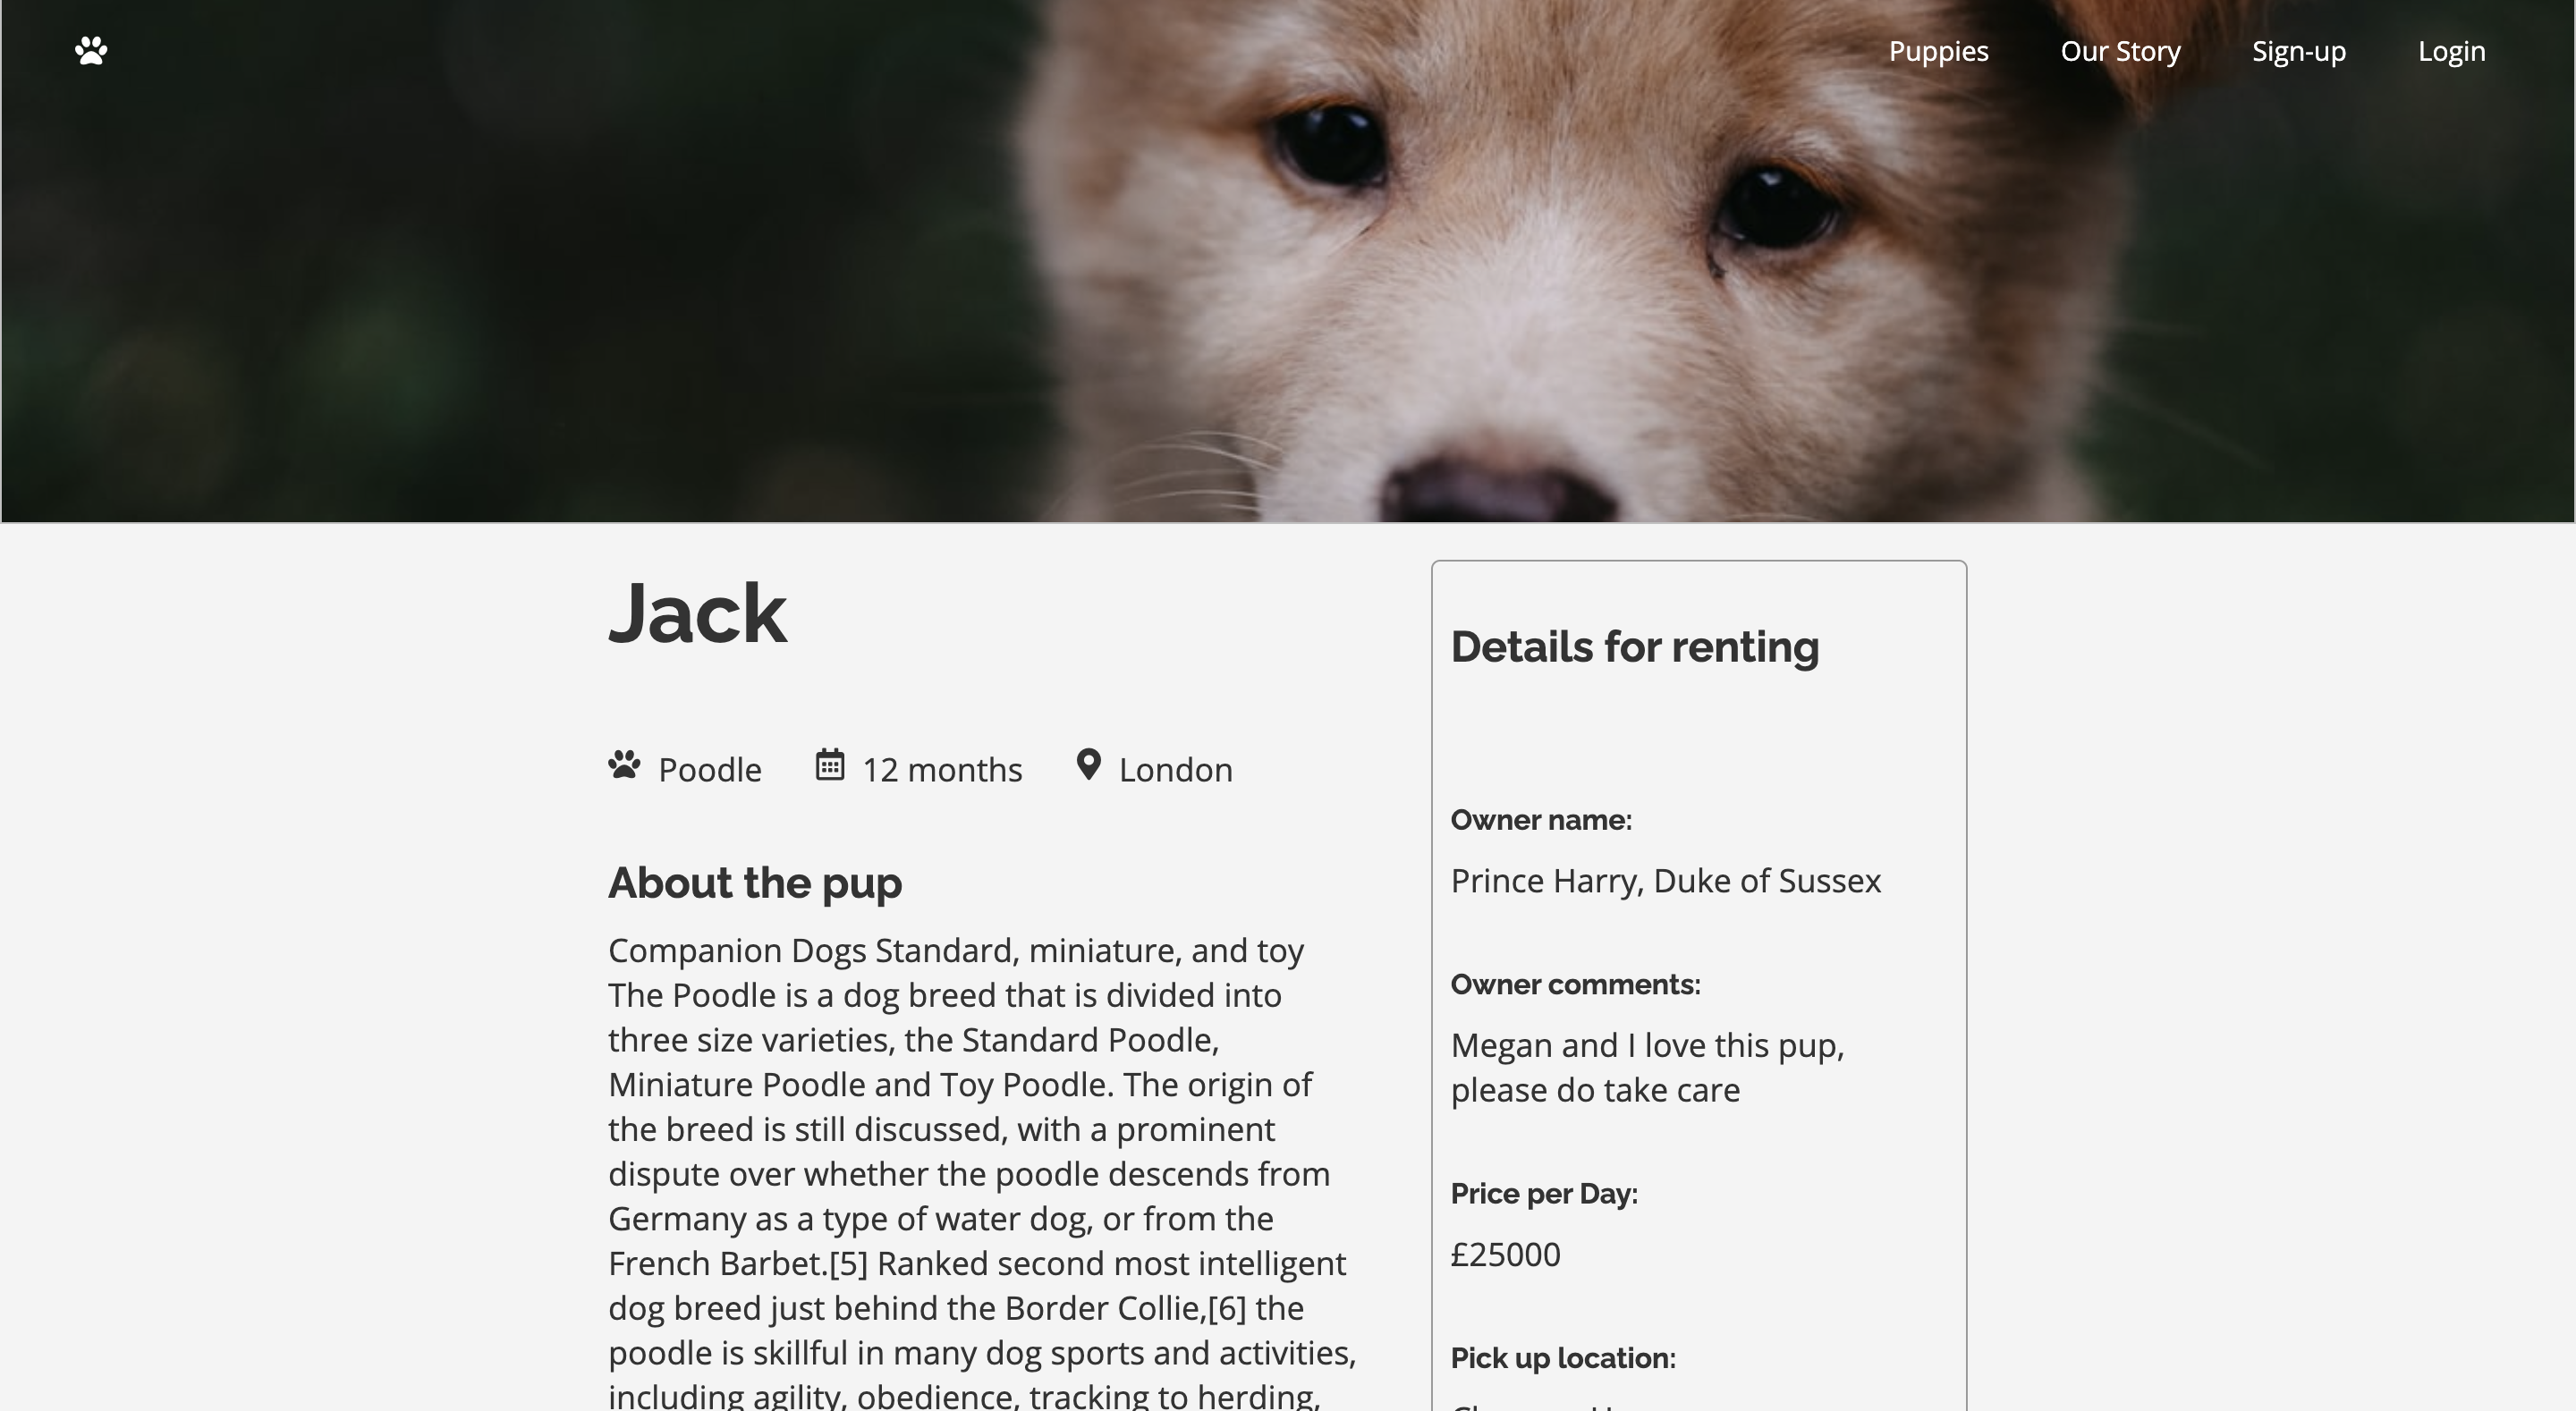 Puppies Our Story Sign-up Login
Jack
Poodle 12 months London
About the pup
Companion Dogs Standard, miniature, and toy
The Poodle is a dog breed that is divided into
three size varieties, the Standard Poodle,
Miniature Poodle and Toy Poodle. The origin of
the breed is still discussed, with a prominent
dispute over whether the poodle descends from
Germany as a type of water dog, or from the
French Barbet.[5] Ranked second most intelligent
dog breed just behind the Border Collie,[6] the
poodle is skillful in many dog sports and activities,
including agility, obedience, tracking to herding,
Details for renting
Owner name:
Prince Harry, Duke of Sussex
Owner comments:
Megan and I love this pup,
please do take care
Price per Day:
£25000
Pick up location: